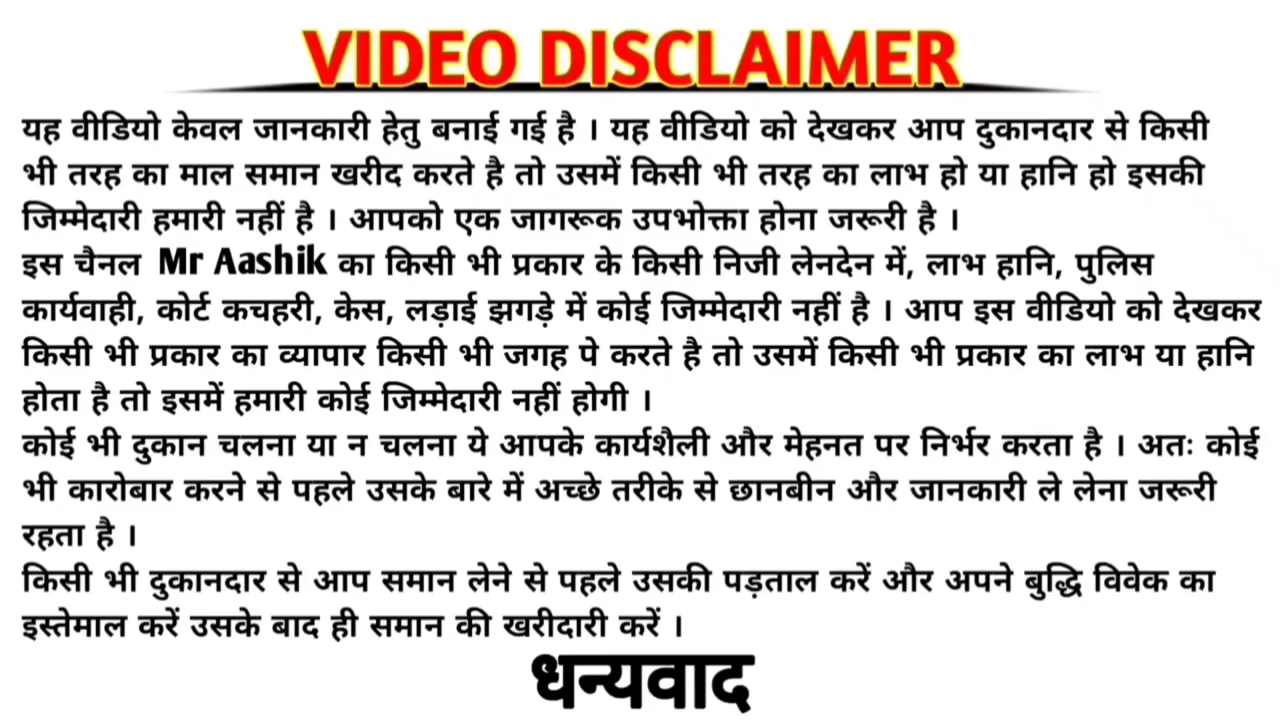 VIDEO DISCLAIMER
यह वीडियो केवल जानकारी हेतु बनाई गई है । यह वीडियो को देखकर आप दुकानदार से किसी
भी तरह का माल समान खरीद करते है तो उसमें किसी भी तरह का लाभ हो या हानि हो इसकी
जिम्मेदारी हमारी नहीं है । आपको एक जागरूक उपभोक्ता होना जरूरी है ।
इस चैनल Mr Aashik का किसी भी प्रकार के किसी निजी लेनदेन में, लाभ हानि, पुलिस
कार्यवाही, कोर्ट कचहरी, केस, लड़ाई झगड़े में कोई जिम्मेदारी नहीं है । आप इस वीडियो को देखकर
किसी भी प्रकार का व्यापार किसी भी जगह पे करते है तो उसमें किसी भी प्रकार का लाभ या हानि
होता है तो इसमें हमारी कोई जिम्मेदारी नहीं होगी ।
कोई भी दुकान चलना या न चलना ये आपके कार्यशैली और मेहनत पर निर्भर करता है । अतः कोई
भी कारोबार करने से पहले उसके बारे में अच्छे तरीके से छानबीन और जानकारी ले लेना जरूरी
रहता है ।
किसी भी दुकानदार से आप समान लेने से पहले उसकी पड़ताल करें और अपने बुद्धि विवेक का
इस्तेमाल करें उसके बाद ही समान की खरीदारी करें ।
धन्यवाद